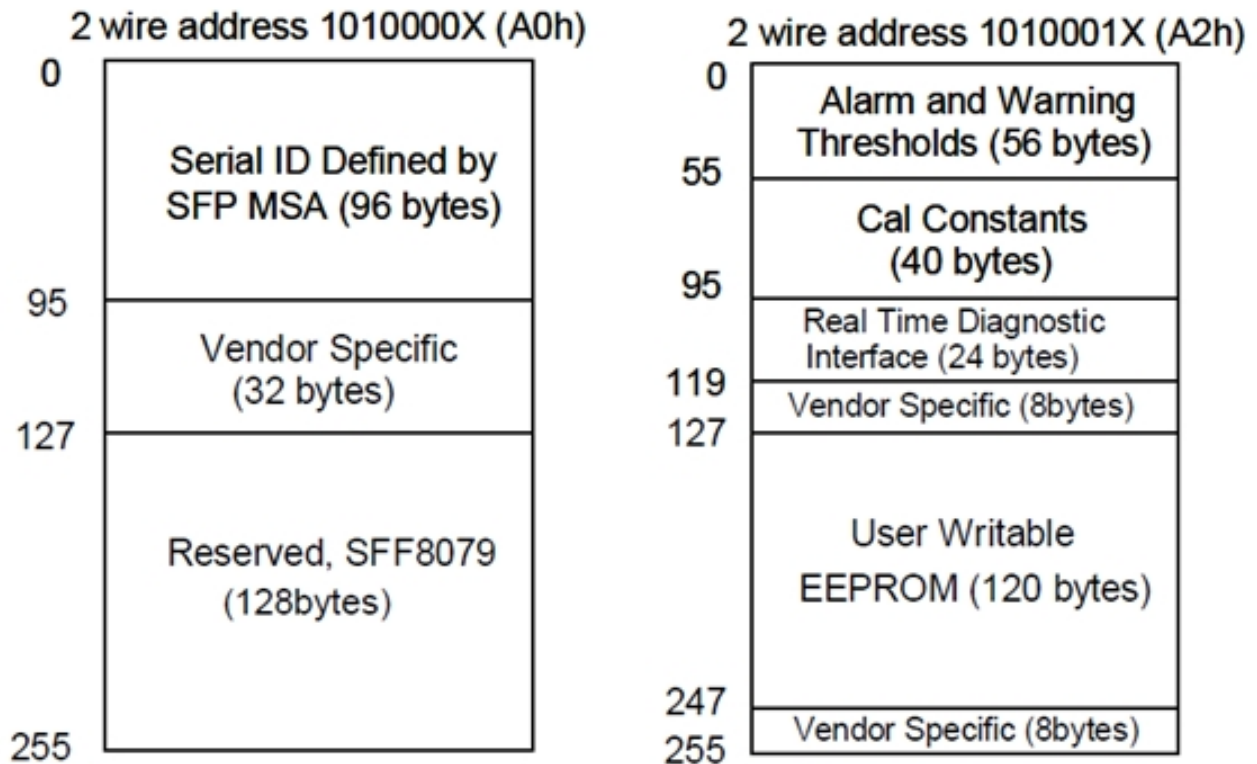 2 wire address 1010000X (A0h)
0
Serial ID Defined by
SFP MSA (96 bytes)
95
Vendor Specific
(32 bytes)
127
Reserved, SFF8079
(128bytes)
255
2 wire address 1010001X (A2h)
0
Alarm and Warning
Thresholds (56 bytes)
55
Cal Constants
(40 bytes)
95
Real Time Diagnostic
Interface (24 bytes)
119
Vendor Specific (8bytes)
127
User Writable
EEPROM (120 bytes)
247
Vendor Specific (8bytes)
255